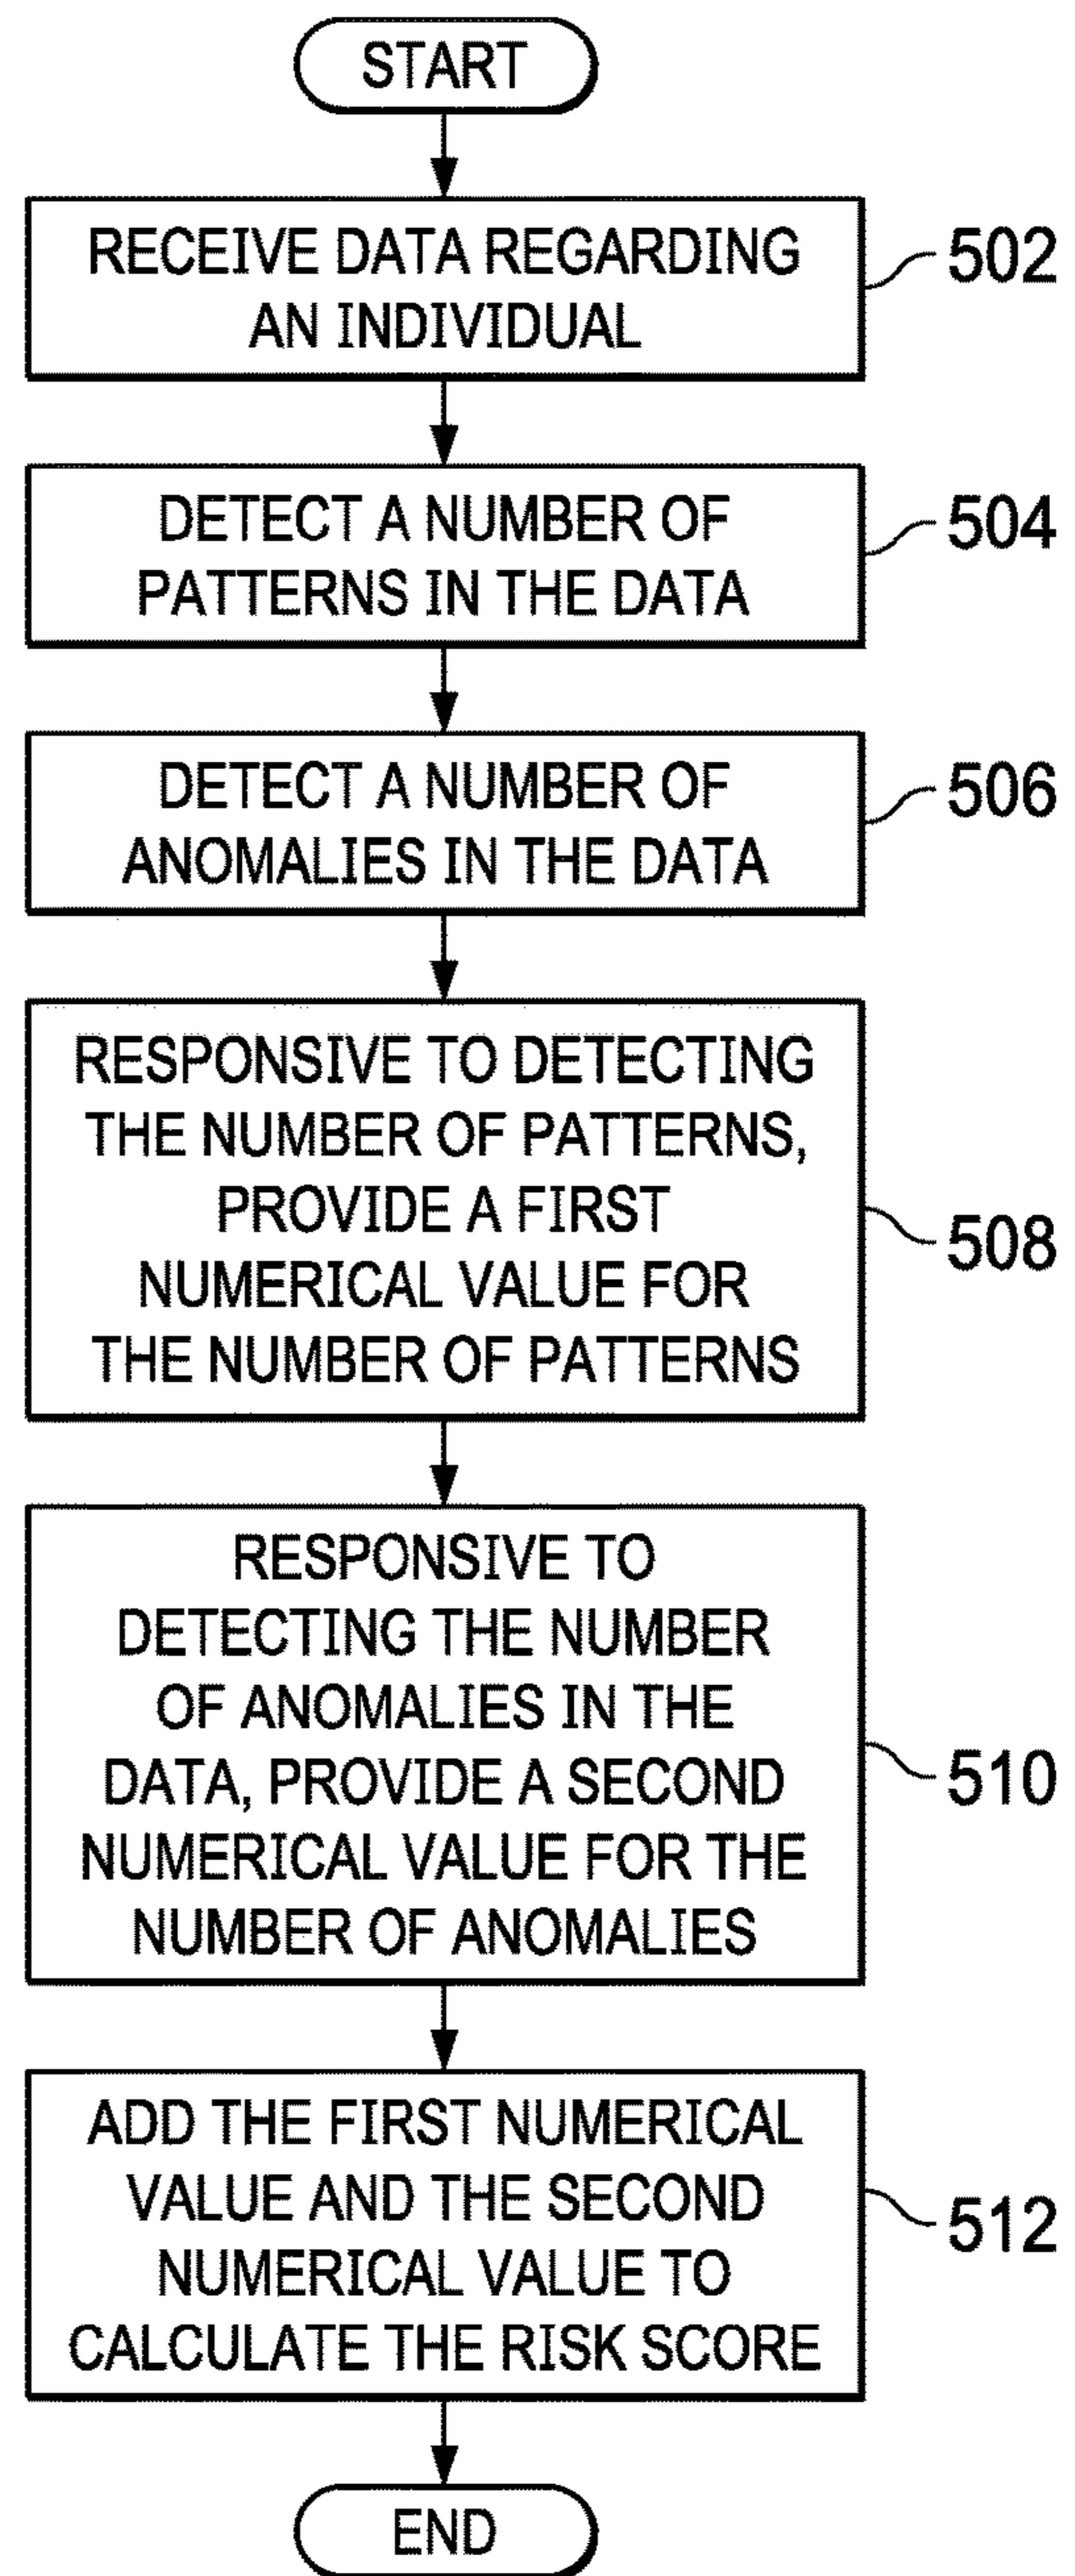 START
RECEIVE DATA REGARDING
AN INDIVIDUAL
502
DETECT A NUMBER OF
PATTERNS IN THE DATA
504
DETECT A NUMBER OF
ANOMALIES IN THE DATA
506
RESPONSIVE TO DETECTING
THE NUMBER OF PATTERNS,
PROVIDE A FIRST
NUMERICAL VALUE FOR
THE NUMBER OF PATTERNS
508
RESPONSIVE TO
DETECTING THE NUMBER
OF ANOMALIES IN THE
DATA, PROVIDE A SECOND
NUMERICAL VALUE FOR THE
NUMBER OF ANOMALIES
510
ADD THE FIRST NUMERICAL
VALUE AND THE SECOND
NUMERICAL VALUE TO
CALCULATE THE RISK SCORE
512
END